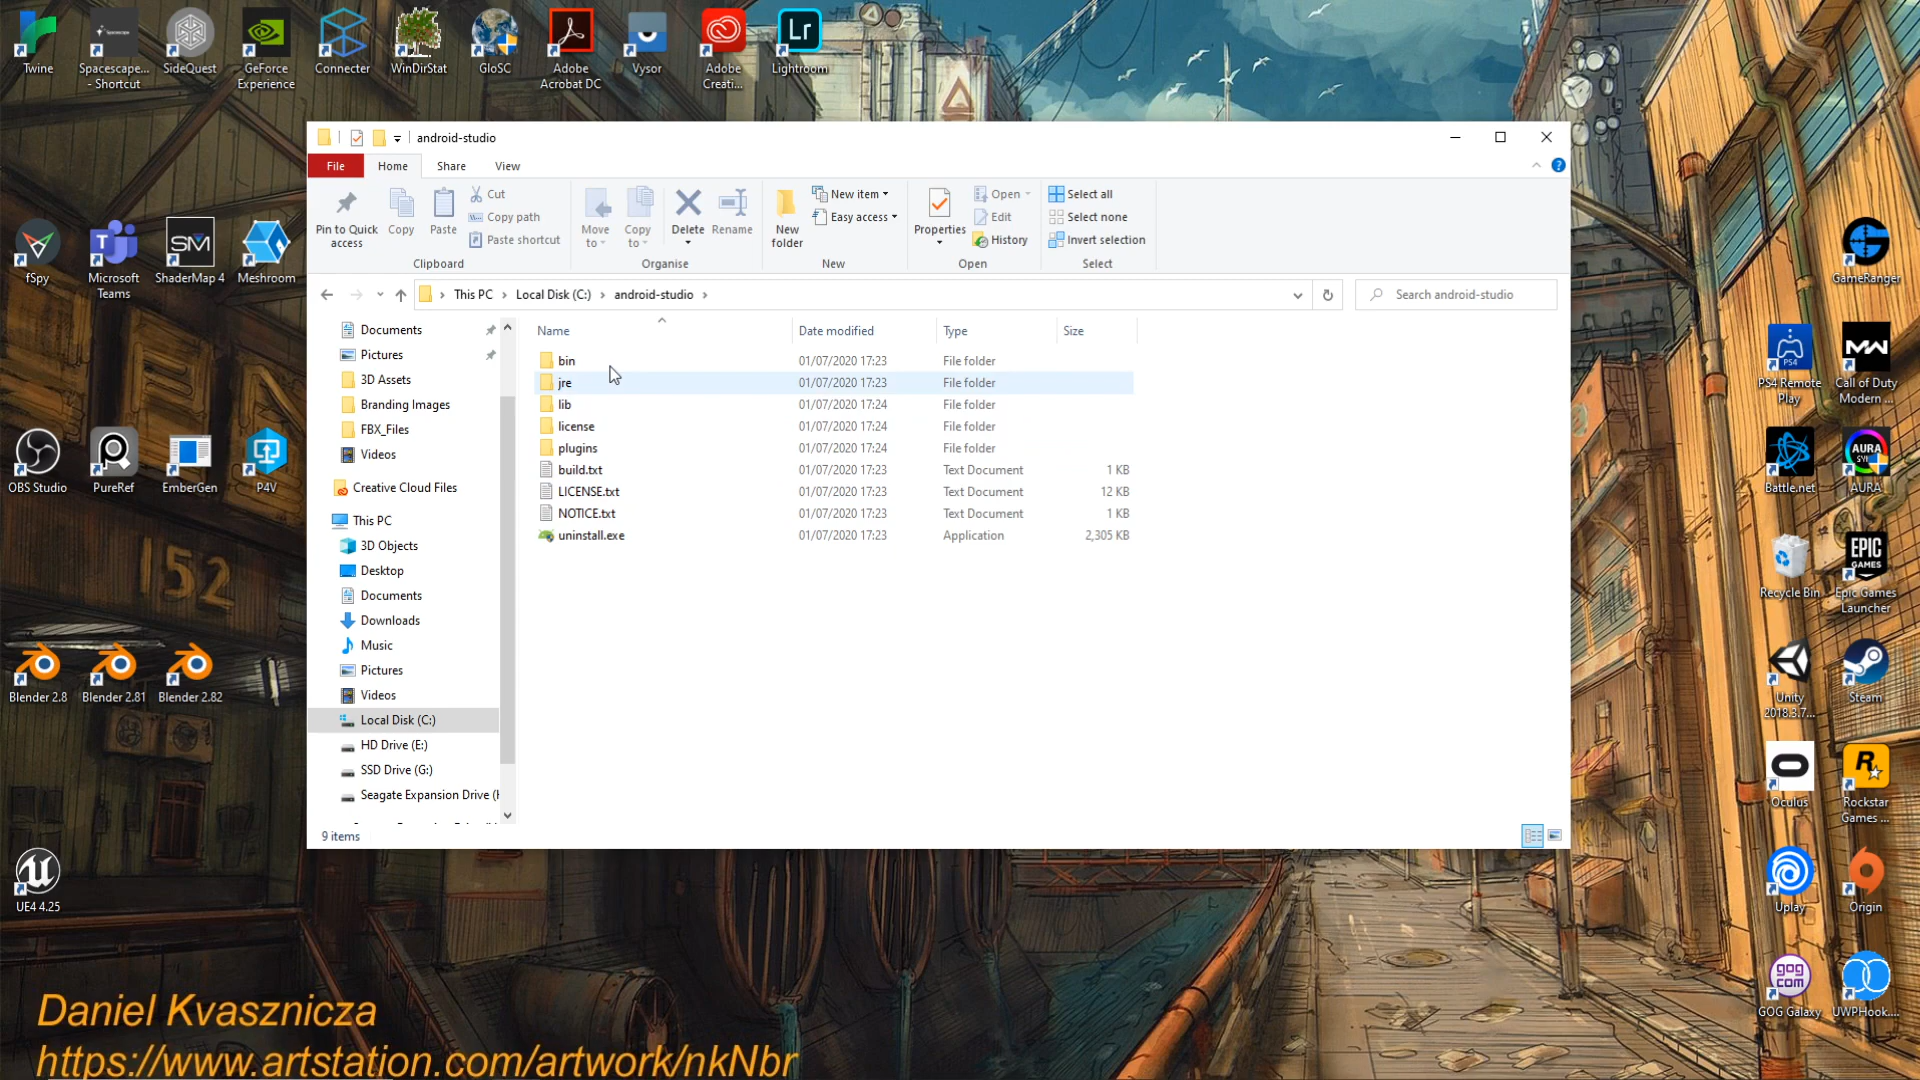 Twine
Spacescape...
- Shortcut
SideQuest
GeForce
Experience
Connecter
WinDirStat
GloSC
Adobe
Acrobat DC
Vysor
Adobe
Creati...
Lr
Lightroom
android-studio
File
Home
Share
View
Pin to Quick
access
Copy
Paste
Cut
Copy path
Paste shortcut
Clipboard
Move
to
Copy
to
Delete
Rename
Organise
New
folder
New item
Easy access
New
Properties
Open
Edit
History
Open
Select all
Select none
Invert selection
Select
This PC
Local Disk (C:)
android-studio
Search android-studio
Documents
Pictures
3D Assets
Branding Images
FBX_Files
Videos
Creative Cloud Files
This PC
3D Objects
Desktop
Documents
Downloads
Music
Pictures
Videos
Local Disk (C:)
HD Drive (E:)
SSD Drive (G:)
Seagate Expansion Drive (H
Name Date modified Type Size
bin 01/07/2020 17:23 File folder
jre 01/07/2020 17:23 File folder
lib 01/07/2020 17:24 File folder
license 01/07/2020 17:24 File folder
plugins 01/07/2020 17:24 File folder
build.txt 01/07/2020 17:23 Text Document 1 KB
LICENSE.txt 01/07/2020 17:23 Text Document 12 KB
NOTICE.txt 01/07/2020 17:23 Text Document 1 KB
uninstall.exe 01/07/2020 17:23 Application 2,305 KB
9 items
fSpy
Microsoft
Teams
SM
ShaderMap 4
Meshroom
OBS Studio
PureRef
EmberGen
P4V
152
Blender 2.8
Blender 2.81
Blender 2.82
UE4 4.25
GameRanger
PS4
PS4 Remote
Play
MW
Call of Duty
Modern ...
Battle.net
AURA
AURA
Recycle Bin
EPIC
GAMES
Epic Games
Launcher
Unity
2018.3.7...
Steam
Oculus
Rockstar
Games ...
Uplay
Origin
gog
com
GOG Galaxy
UWPHook....
Daniel Kvasznicza
https://www.artstation.com/artwork/nkNbr